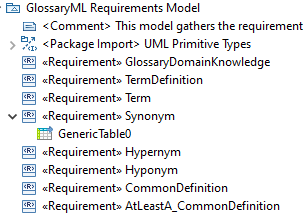 GlossaryML Requirements Model
<Comment> This model gathers the requirement
<Package Import> UML Primitive Types
«Requirement» GlossaryDomainKnowledge
«Requirement» TermDefinition
«Requirement» Term
«Requirement» Synonym
GenericTable0
«Requirement» Hypernym
«Requirement» Hyponym
«Requirement» CommonDefinition
«Requirement» AtLeastA_CommonDefinition